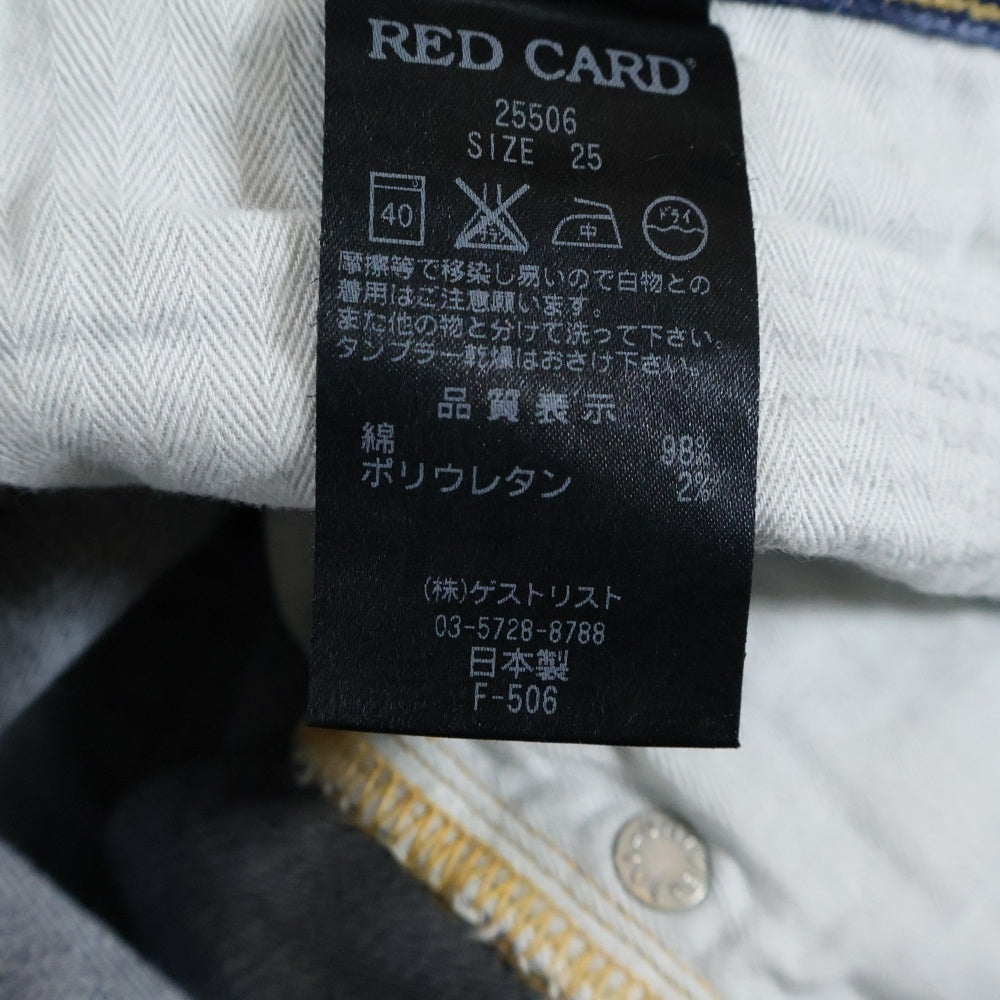 RED CARD
25506
SIZE 25
40 中 ドライ
摩擦等で移染し易いので白物との
着用はご注意願います。
また他の物と分けて洗って下さい。
タンブラー乾燥はおさけ下さい。
品質表示
綿 98%
ポリウレタン 2%
(株)ゲストリスト
03-5728-8788
日本製
F-506